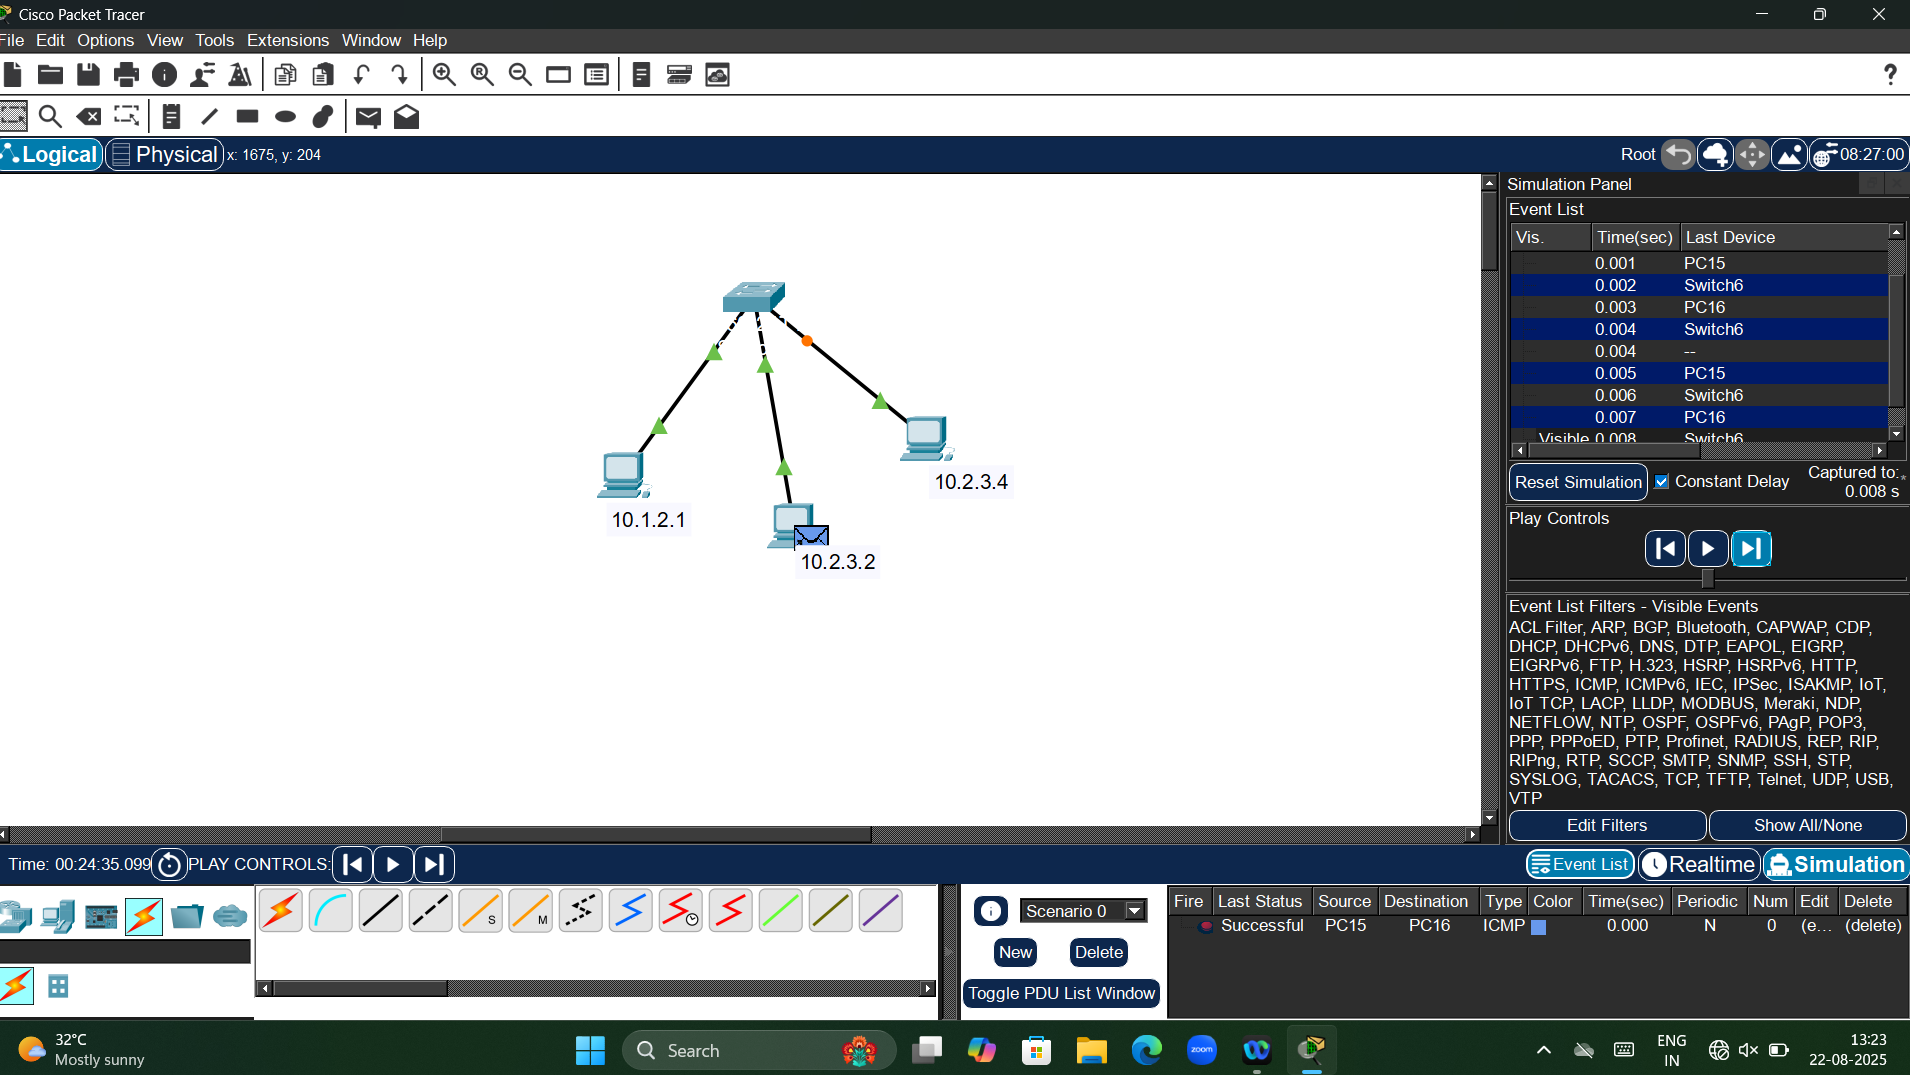 Cisco Packet Tracer
File Edit Options View Tools Extensions Window Help
?
Logical Physical x: 1675, y: 204 Root 08:27:00
Simulation Panel
Event List
Vis. Time(sec) Last Device
0.001 PC15
0.002 Switch6
0.003 PC16
0.004 Switch6
0.004 --
0.005 PC15
0.006 Switch6
0.007 PC16
Visible 0.008 Switch6
Reset Simulation Constant Delay Captured to:
0.008 s
Play Controls
10.1.2.1
10.2.3.2
10.2.3.4
Event List Filters - Visible Events
ACL Filter, ARP, BGP, Bluetooth, CAPWAP, CDP,
DHCP, DHCPv6, DNS, DTP, EAPOL, EIGRP,
EIGRPv6, FTP, H.323, HSRP, HSRPv6, HTTP,
HTTPS, ICMP, ICMPv6, IEC, IPSec, ISAKMP, IoT,
IoT TCP, LACP, LLDP, MODBUS, Meraki, NDP,
NETFLOW, NTP, OSPF, OSPFv6, PAgP, POP3,
PPP, PPPoED, PTP, Profinet, RADIUS, REP, RIP,
RIPng, RTP, SCCP, SMTP, SNMP, SSH, STP,
SYSLOG, TACACS, TCP, TFTP, Telnet, UDP, USB,
VTP
Edit Filters Show All/None
Time: 00:24:35.099 PLAY CONTROLS: Event List Realtime Simulation
S M
Scenario 0
New Delete
Toggle PDU List Window
Fire Last Status Source Destination Type Color Time(sec) Periodic Num Edit Delete
Successful PC15 PC16 ICMP 0.000 N 0 (e... (delete)
32°C
Mostly sunny
Search
zoom
ENG
IN
13:23
22-08-2025